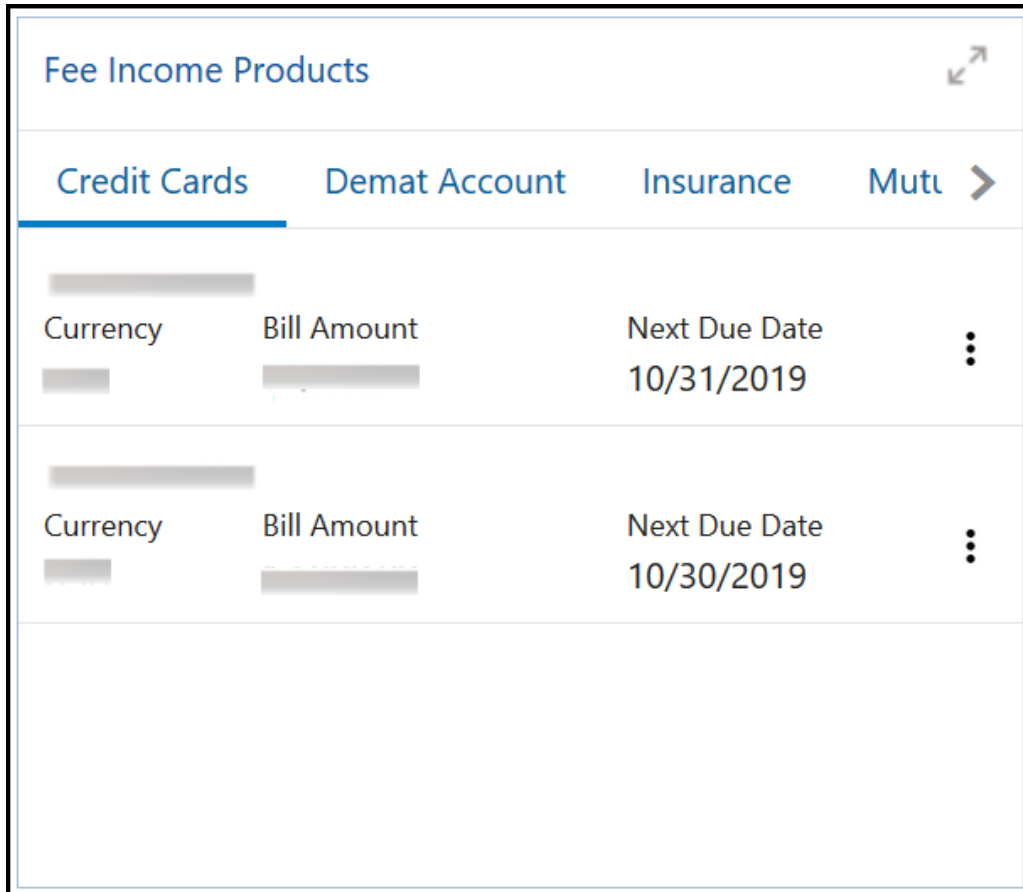 Fee Income Products
Credit Cards Demat Account Insurance
Currency Bill Amount Next Due Date
10/31/2019
Currency Bill Amount Next Due Date
10/30/2019